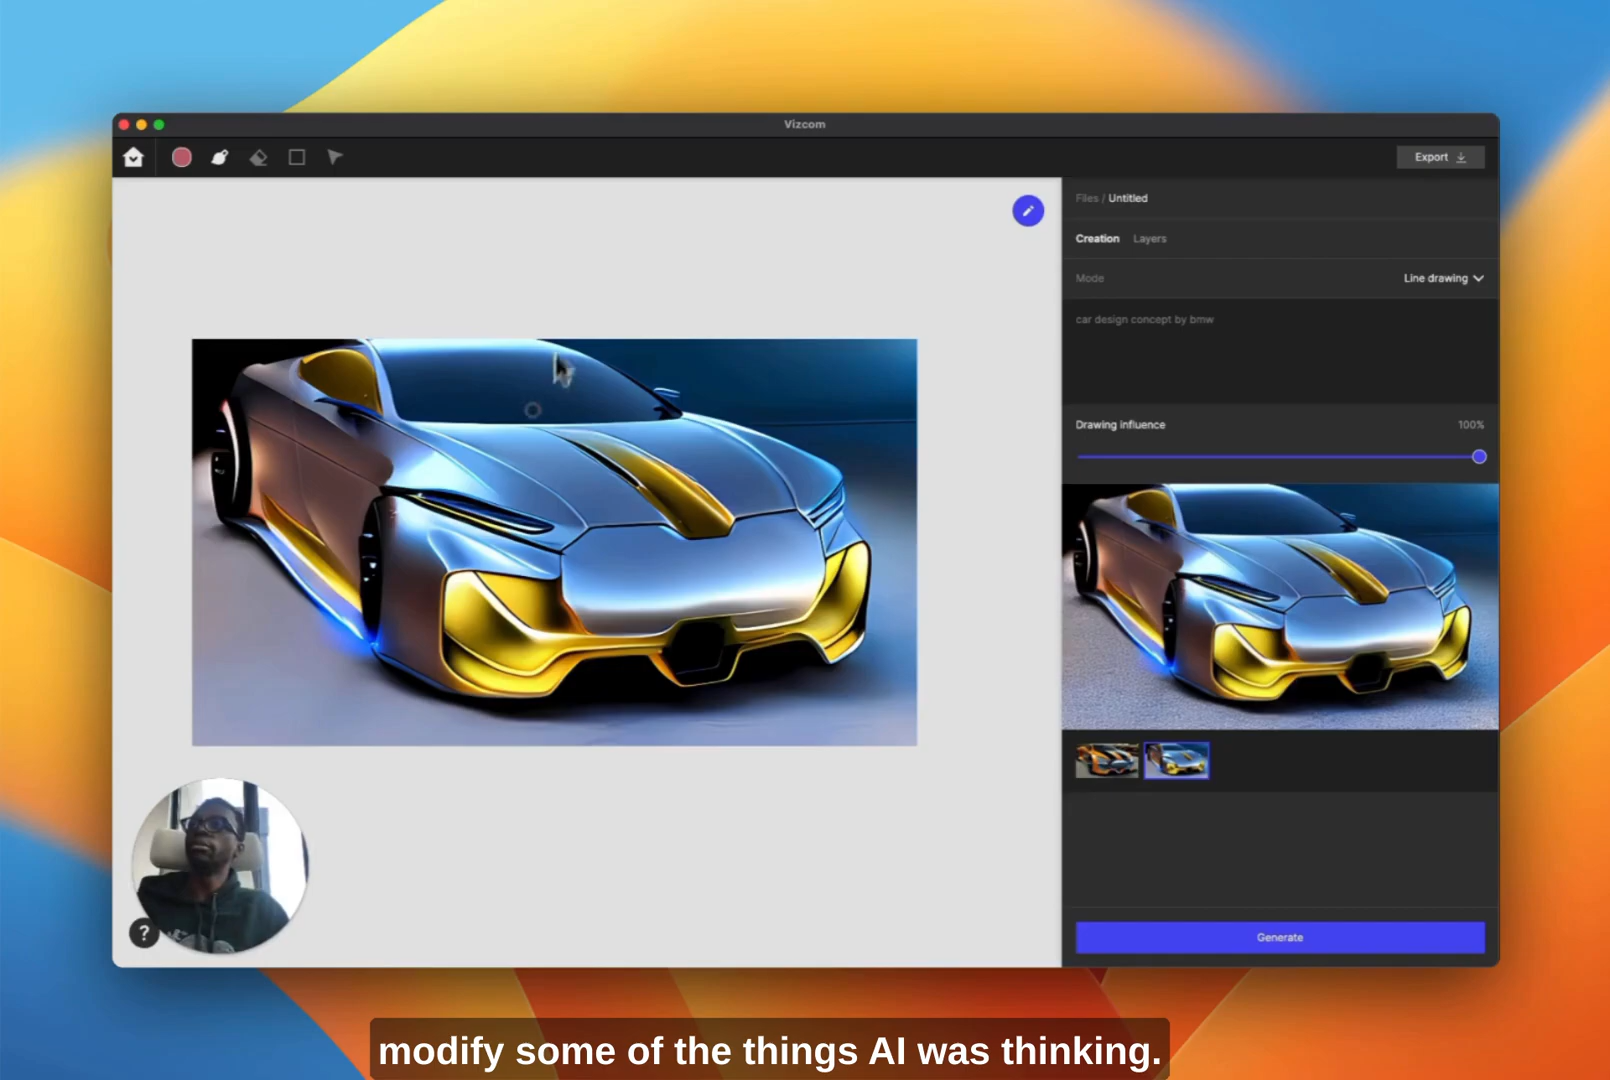 Vizcom
Export
Files / Untitled
Creation Layers
Mode Line drawing
car design concept by bmw
Drawing influence 100%
?
Generate
modify some of the things AI was thinking.